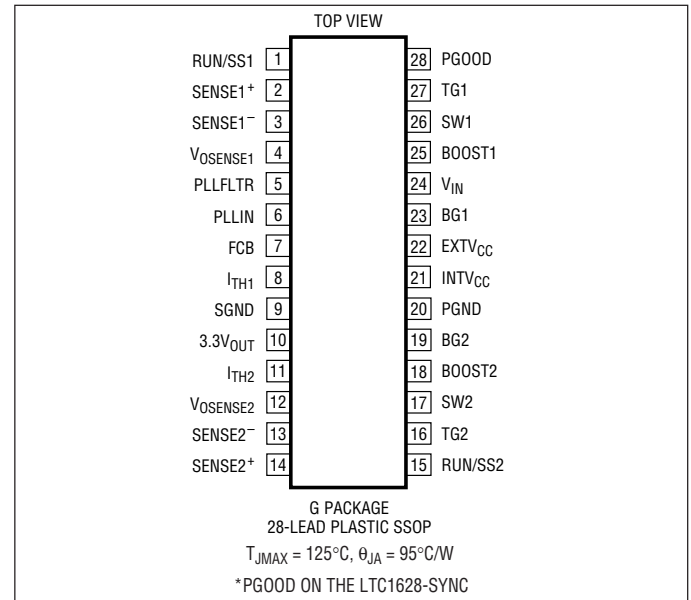 TOP VIEW
RUN/SS1 1 28 PGOOD
SENSE1+ 2 27 TG1
SENSE1– 3 26 SW1
VOSENSE1 4 25 BOOST1
PLLFLTR 5 24 VIN
PLLIN 6 23 BG1
FCB 7 22 EXTVCC
ITH1 8 21 INTVCC
SGND 9 20 PGND
3.3VOUT 10 19 BG2
ITH2 11 18 BOOST2
VOSENSE2 12 17 SW2
SENSE2– 13 16 TG2
SENSE2+ 14 15 RUN/SS2
G PACKAGE
28-LEAD PLASTIC SSOP
TJMAX = 125°C, θJA = 95°C/W
*PGOOD ON THE LTC1628-SYNC